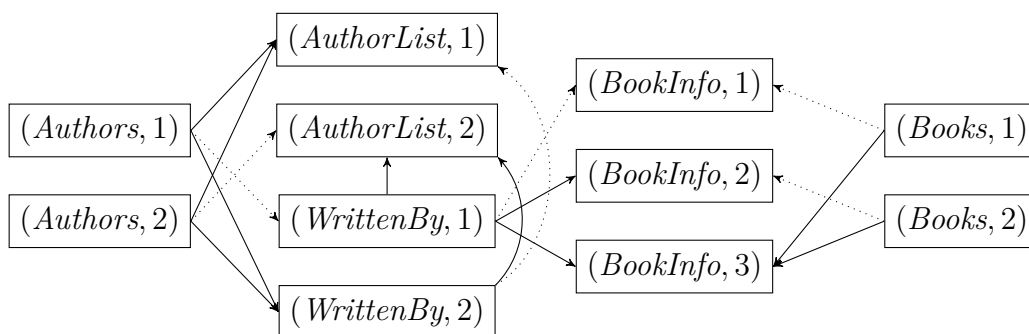 (AuthorList, 1)
(BookInfo, 1)
(Authors, 1)
(AuthorList, 2)
(Books, 1)
(BookInfo, 2)
(Authors, 2)
(WrittenBy, 1)
(Books, 2)
(BookInfo, 3)
(WrittenBy, 2)